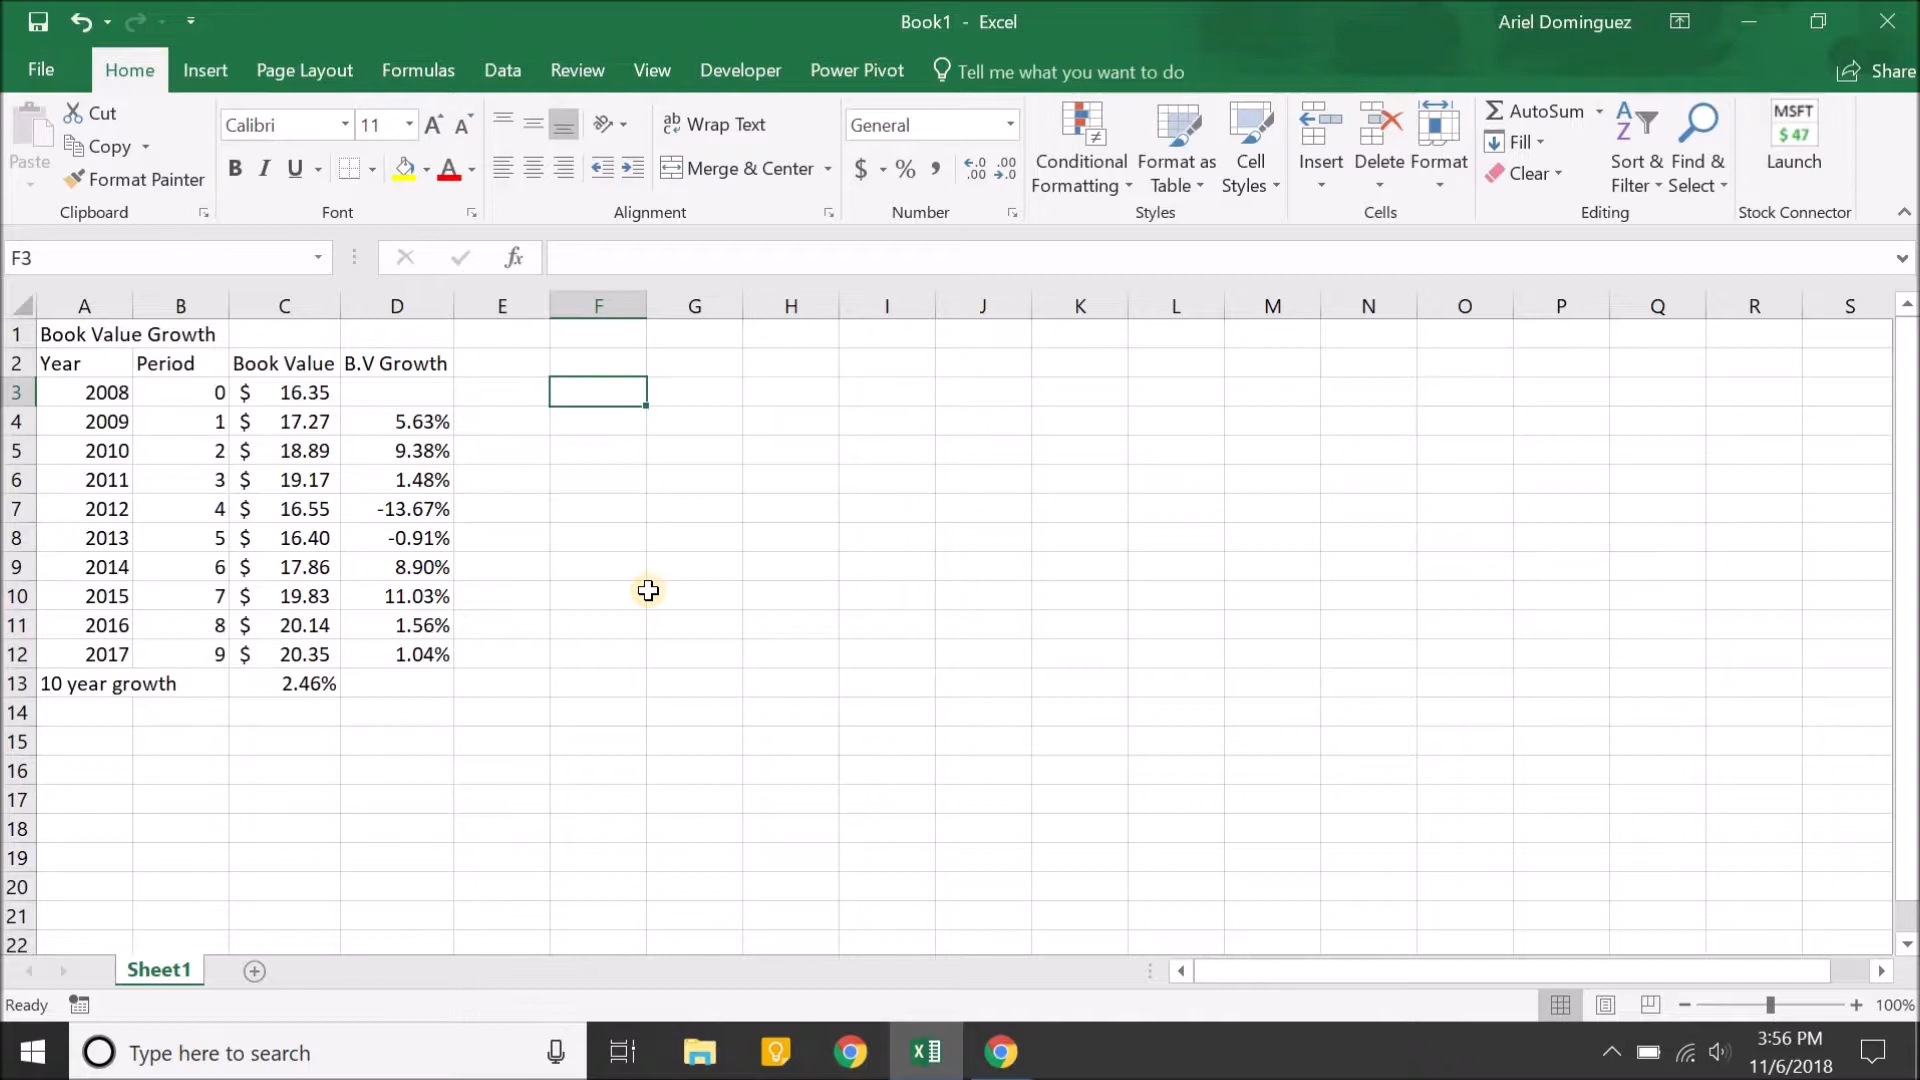 Book1 - Excel
Ariel Dominguez
File Home Insert Page Layout Formulas Data Review View Developer Power Pivot Tell me what you want to do Share
Paste
Cut
Copy
Format Painter
Clipboard
Calibri 11
B I U A
Font
Wrap Text
Merge & Center
Alignment
General
$ % ,
Number
Conditional Formatting
Format as Table
Cell Styles
Styles
Insert Delete Format
Cells
AutoSum
Fill
Clear
Sort & Filter
Find & Select
Editing
MSFT
$ 47
Launch
Stock Connector
F3 fx
A B C D E F G H I J K L M N O P Q R S
1 Book Value Growth
2 Year Period Book Value B.V Growth
3 2008 0 $ 16.35
4 2009 1 $ 17.27 5.63%
5 2010 2 $ 18.89 9.38%
6 2011 3 $ 19.17 1.48%
7 2012 4 $ 16.55 -13.67%
8 2013 5 $ 16.40 -0.91%
9 2014 6 $ 17.86 8.90%
10 2015 7 $ 19.83 11.03%
11 2016 8 $ 20.14 1.56%
12 2017 9 $ 20.35 1.04%
13 10 year growth 2.46%
14
15
16
17
18
19
20
21
22
Sheet1
Ready 100%
Type here to search
3:56 PM
11/6/2018